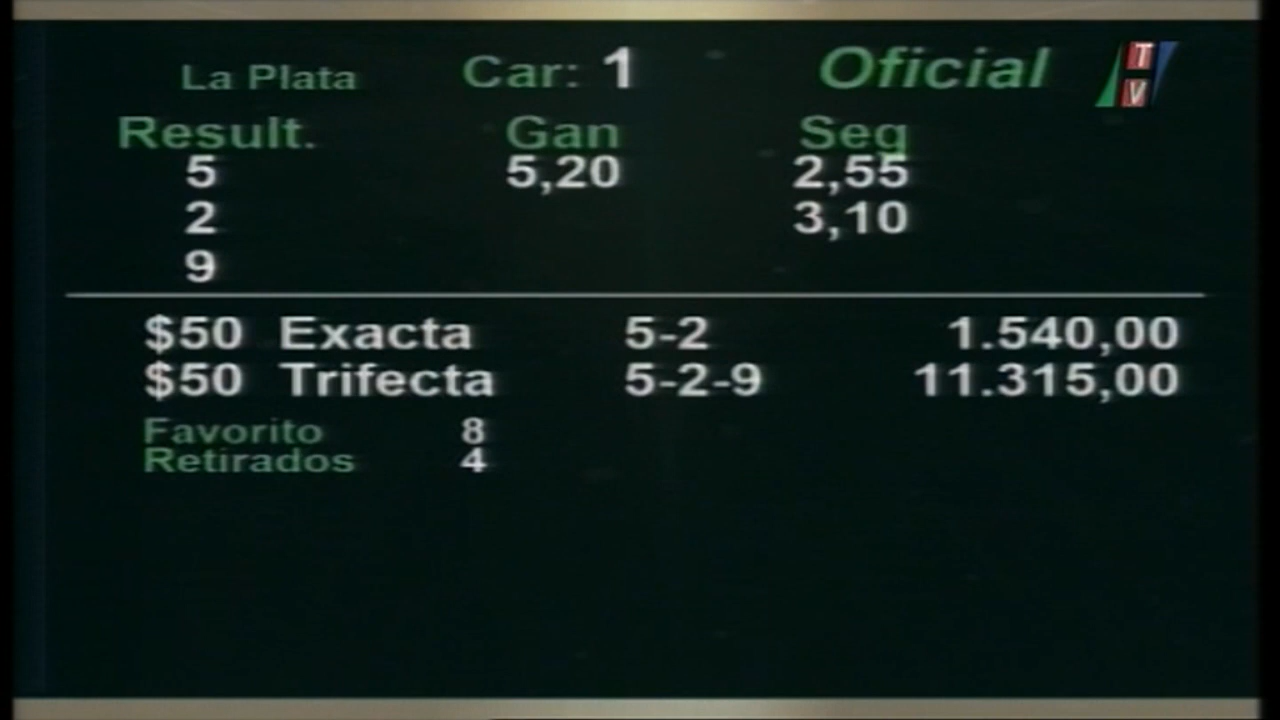 La Plata Car: 1 Oficial TV
Result. Gan Seg
5 5,20 2,55
2 3,10
9
$50 Exacta 5-2 1.540,00
$50 Trifecta 5-2-9 11.315,00
Favorito 8
Retirados 4